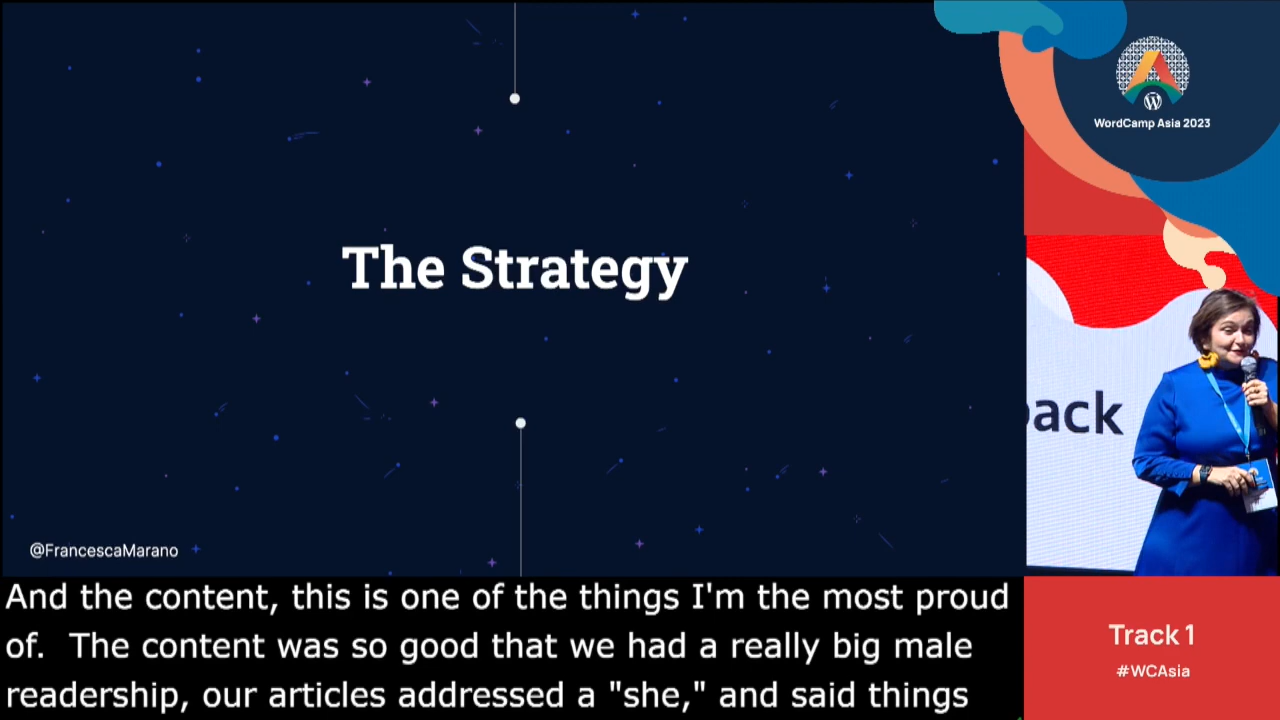 WordCamp Asia 2023
The Strategy
ack
@FrancescaMarano
And the content, this is one of the things I'm the most proud
of.  The content was so good that we had a really big male
readership, our articles addressed a "she," and said things
Track 1
#WCAsia